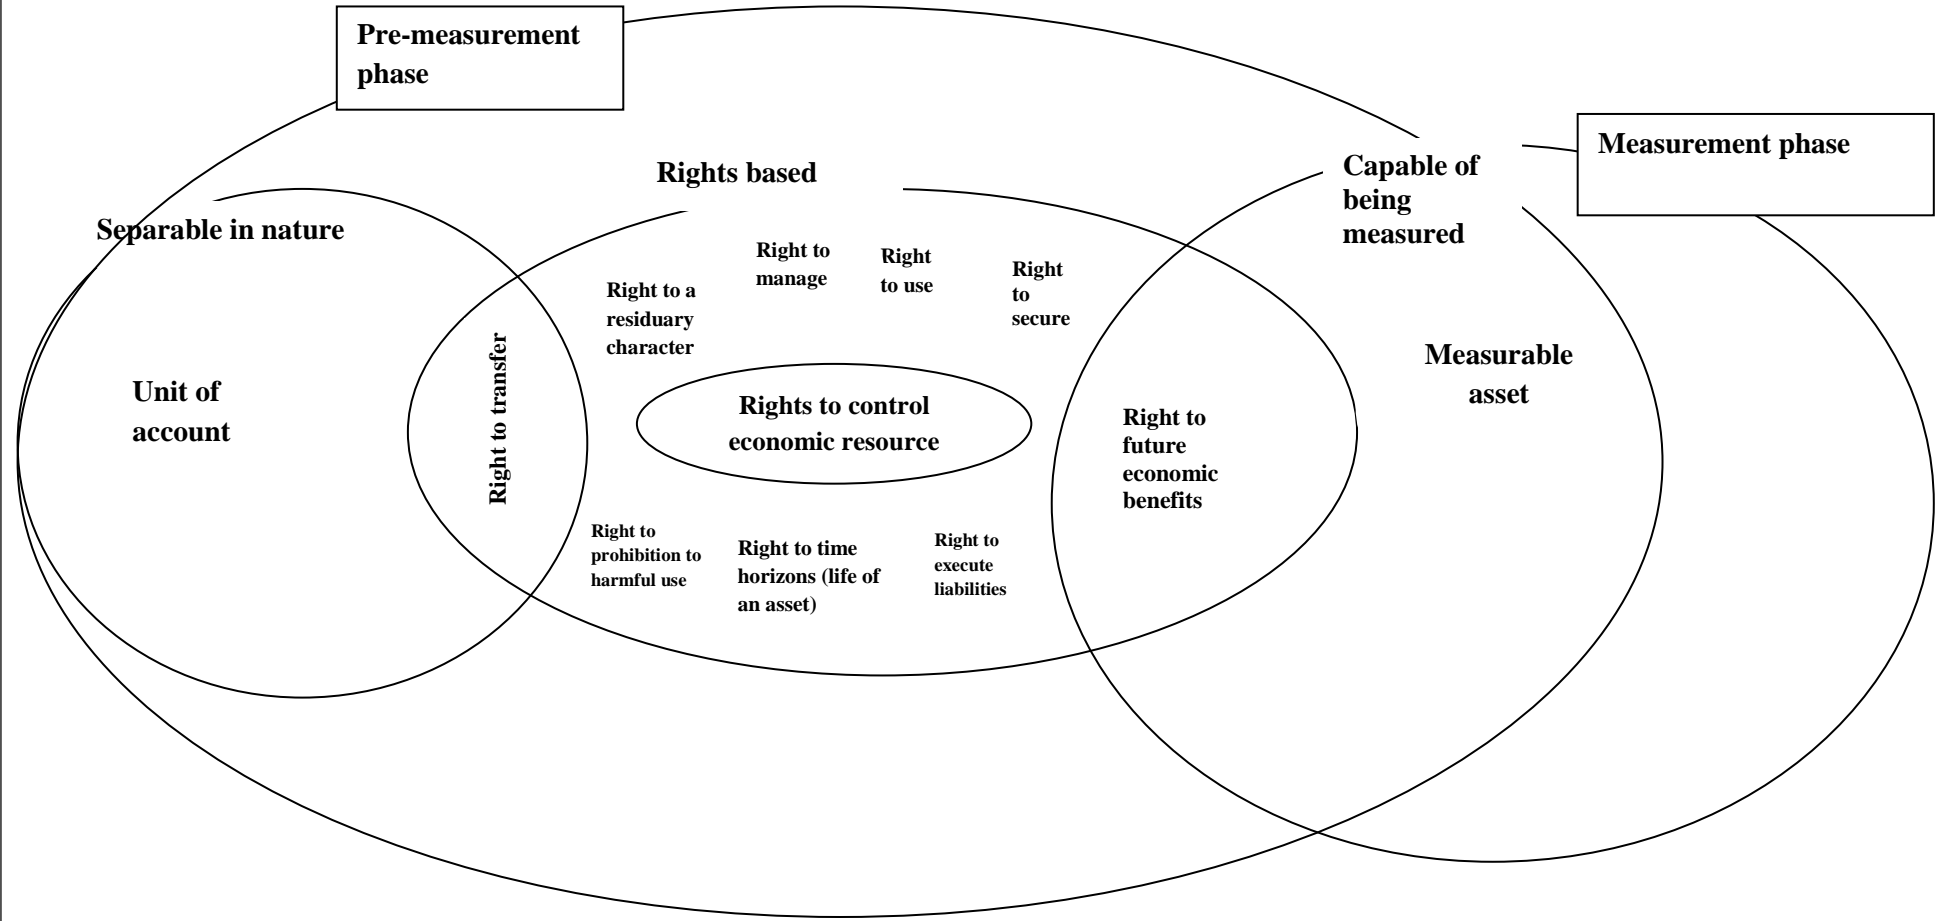 Pre-measurement
phase
Measurement phase
Rights based
Capable of
being
measured
Separable in nature
Right to
manage
Right
to use
Right
to
secure
Right to a
residuary
character
Right to transfer
Measurable
asset
Unit of
account
Rights to control
economic resource
Right to
future
economic
benefits
Right to
prohibition to
harmful use
Right to time
horizons (life of
an asset)
Right to
execute
liabilities